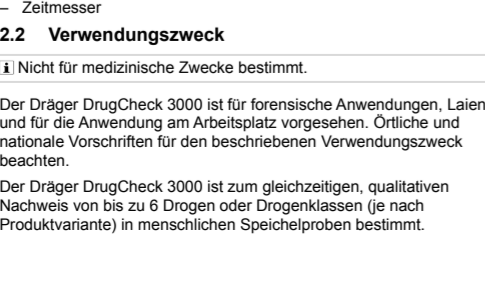 – Zeitmesser
2.2 Verwendungszweck
i Nicht für medizinische Zwecke bestimmt.
Der Dräger DrugCheck 3000 ist für forensische Anwendungen, Laien
und für die Anwendung am Arbeitsplatz vorgesehen. Örtliche und
nationale Vorschriften für den beschriebenen Verwendungszweck
beachten.
Der Dräger DrugCheck 3000 ist zum gleichzeitigen, qualitativen
Nachweis von bis zu 6 Drogen oder Drogenklassen (je nach
Produktvariante) in menschlichen Speichelproben bestimmt.